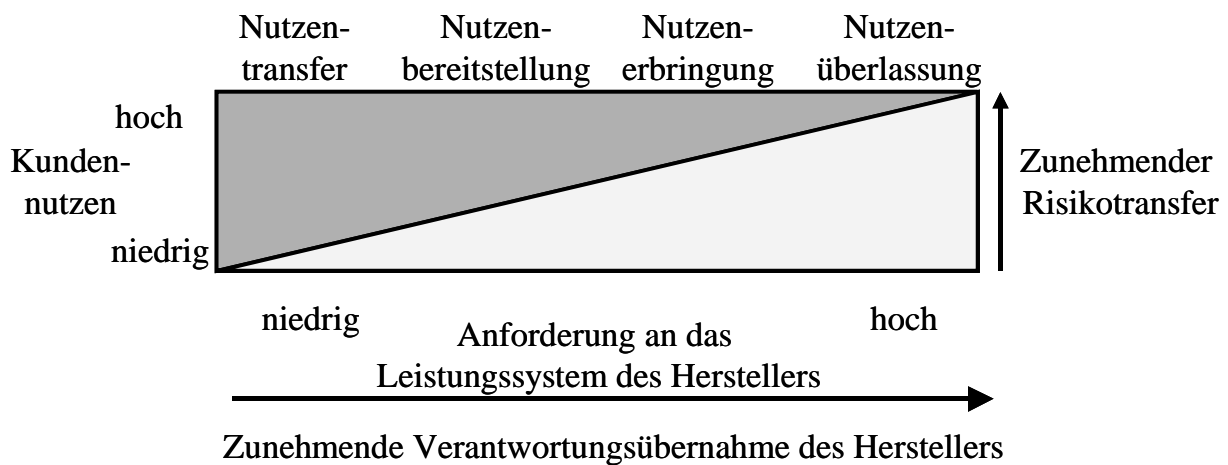 Nutzen-
transfer
Nutzen-
bereitstellung
Nutzen-
erbringung
Nutzen-
überlassung
hoch
Kunden-
nutzen
niedrig
Zunehmender
Risikotransfer
niedrig
hoch
Anforderung an das
Leistungssystem des Herstellers
Zunehmende Verantwortungsübernahme des Herstellers